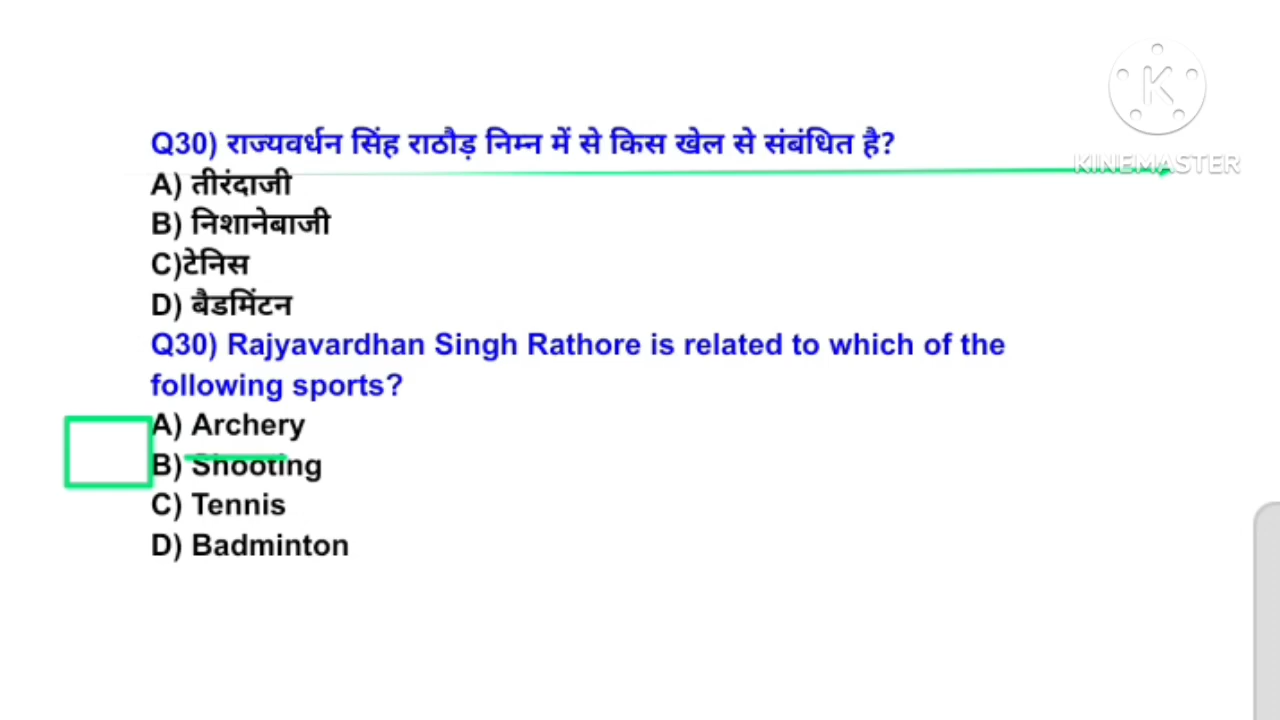 Q30) राज्यवर्धन सिंह राठौड़ निम्न में से किस खेल से संबंधित है?
A) तीरंदाजी
B) निशानेबाजी
C)टेनिस
D) बैडमिंटन
Q30) Rajyavardhan Singh Rathore is related to which of the
following sports?
A) Archery
B) Shooting
C) Tennis
D) Badminton
K
KINEMASTER